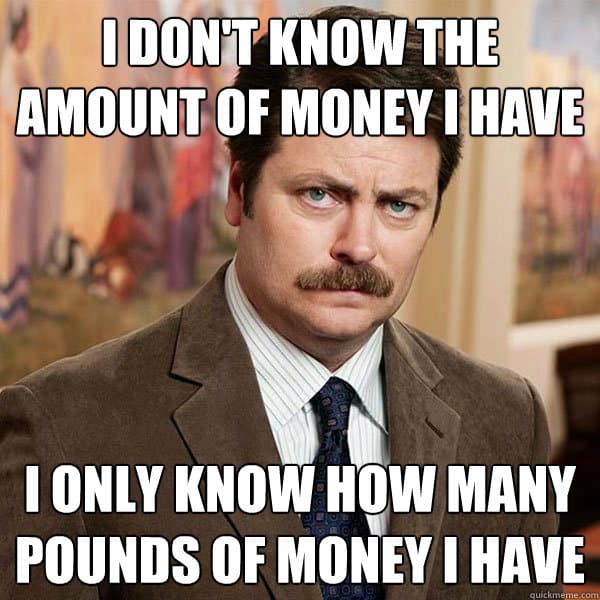 I DON'T KNOW THE
AMOUNT OF MONEY I HAVE
I ONLY KNOW HOW MANY
POUNDS OF MONEY I HAVE
quickmeme.com